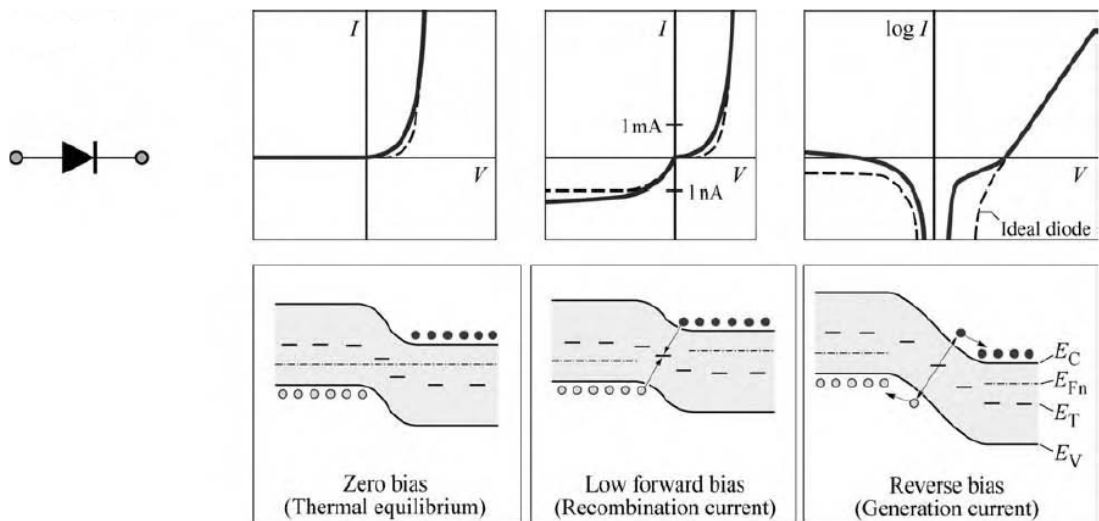 I
V
I
1 mA
V
1 nA
log I
V
Ideal diode
E_C
E_Fn
E_T
E_V
Zero bias
(Thermal equilibrium)
Low forward bias
(Recombination current)
Reverse bias
(Generation current)